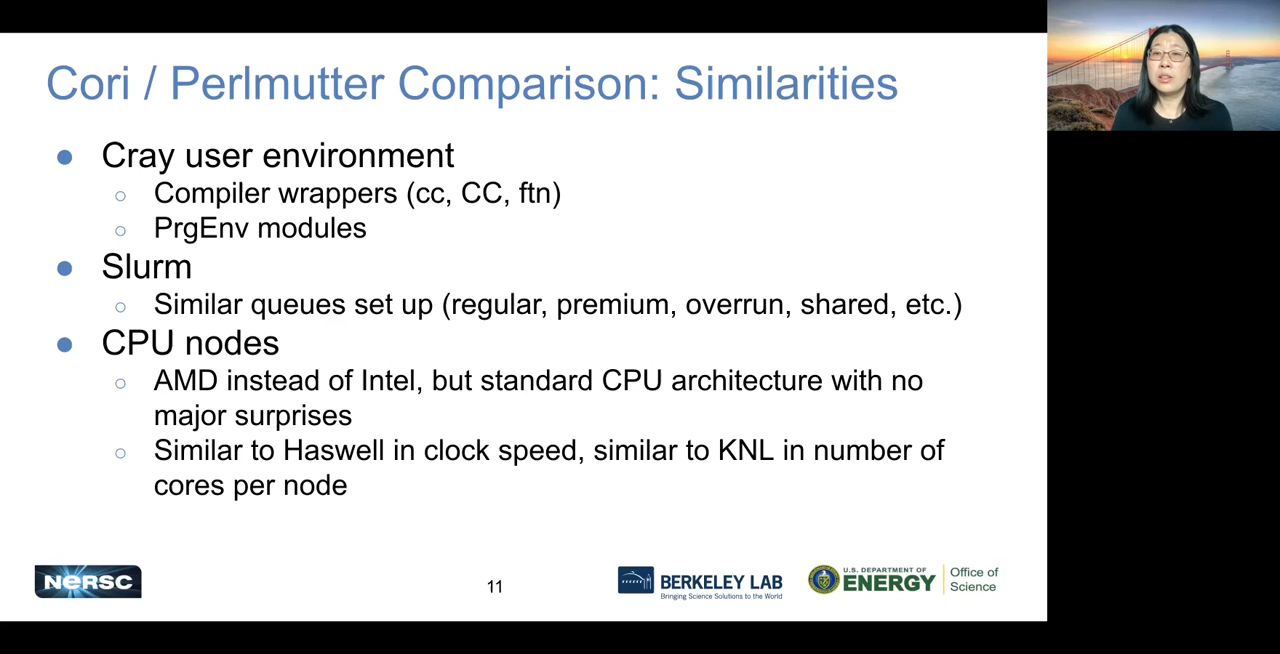 Cori / Perlmutter Comparison: Similarities
● Cray user environment
○ Compiler wrappers (cc, CC, ftn)
○ PrgEnv modules
● Slurm
○ Similar queues set up (regular, premium, overrun, shared, etc.)
● CPU nodes
○ AMD instead of Intel, but standard CPU architecture with no
major surprises
○ Similar to Haswell in clock speed, similar to KNL in number of
cores per node
NERSC
11
BERKELEY LAB
Bringing Science Solutions to the World
U.S. DEPARTMENT OF
ENERGY
Office of
Science